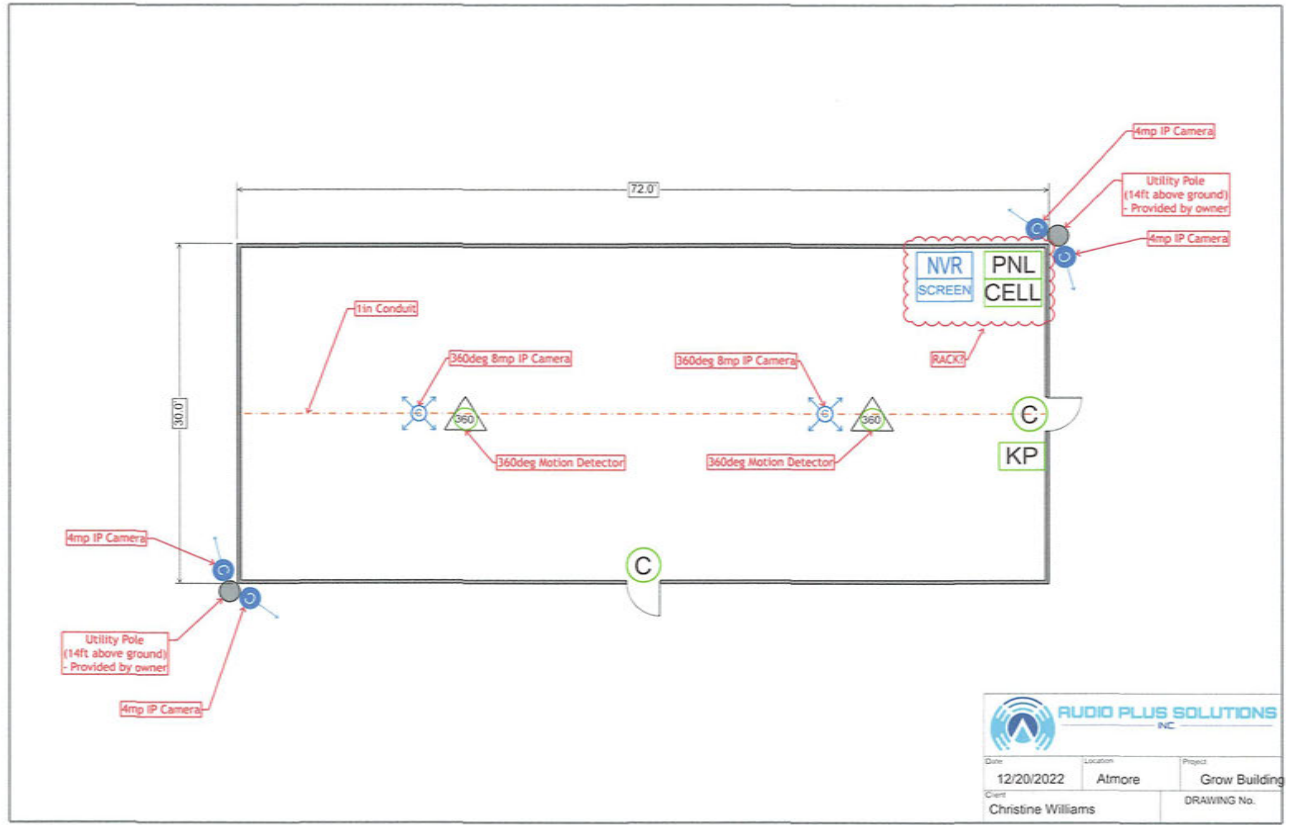 4mp IP Camera
72.0'
Utility Pole
(14ft above ground)
- Provided by owner
4mp IP Camera
C
C
NVR
SCREEN
PNL
CELL
1in Conduit
360deg 8mp IP Camera
360deg 8mp IP Camera
RACK?
30.0'
360
360
C
KP
360deg Motion Detector
360deg Motion Detector
4mp IP Camera
C
C
C
Utility Pole
(14ft above ground)
- Provided by owner
4mp IP Camera
AUDIO PLUS SOLUTIONS
INC
Date
Location
Project
12/20/2022
Atmore
Grow Building
Client
DRAWING No.
Christine Williams